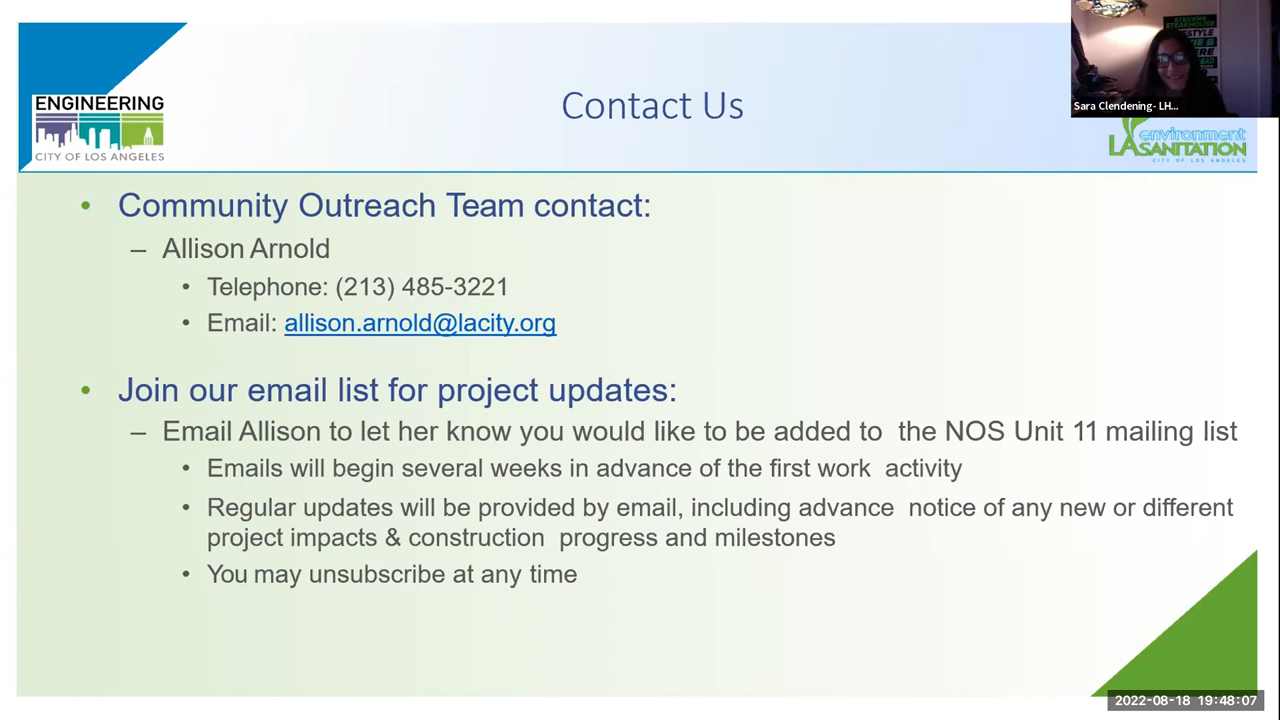 ENGINEERING
CITY OF LOS ANGELES
Contact Us
STEVENS
STEAKHOUSE
Sara Clendening- LH...
environment
LASANITATION
CITY OF LOS ANGELES
• Community Outreach Team contact:
– Allison Arnold
• Telephone: (213) 485-3221
• Email: allison.arnold@lacity.org
• Join our email list for project updates:
– Email Allison to let her know you would like to be added to the NOS Unit 11 mailing list
• Emails will begin several weeks in advance of the first work activity
• Regular updates will be provided by email, including advance notice of any new or different
project impacts & construction progress and milestones
• You may unsubscribe at any time
2022-08-18 19:48:07